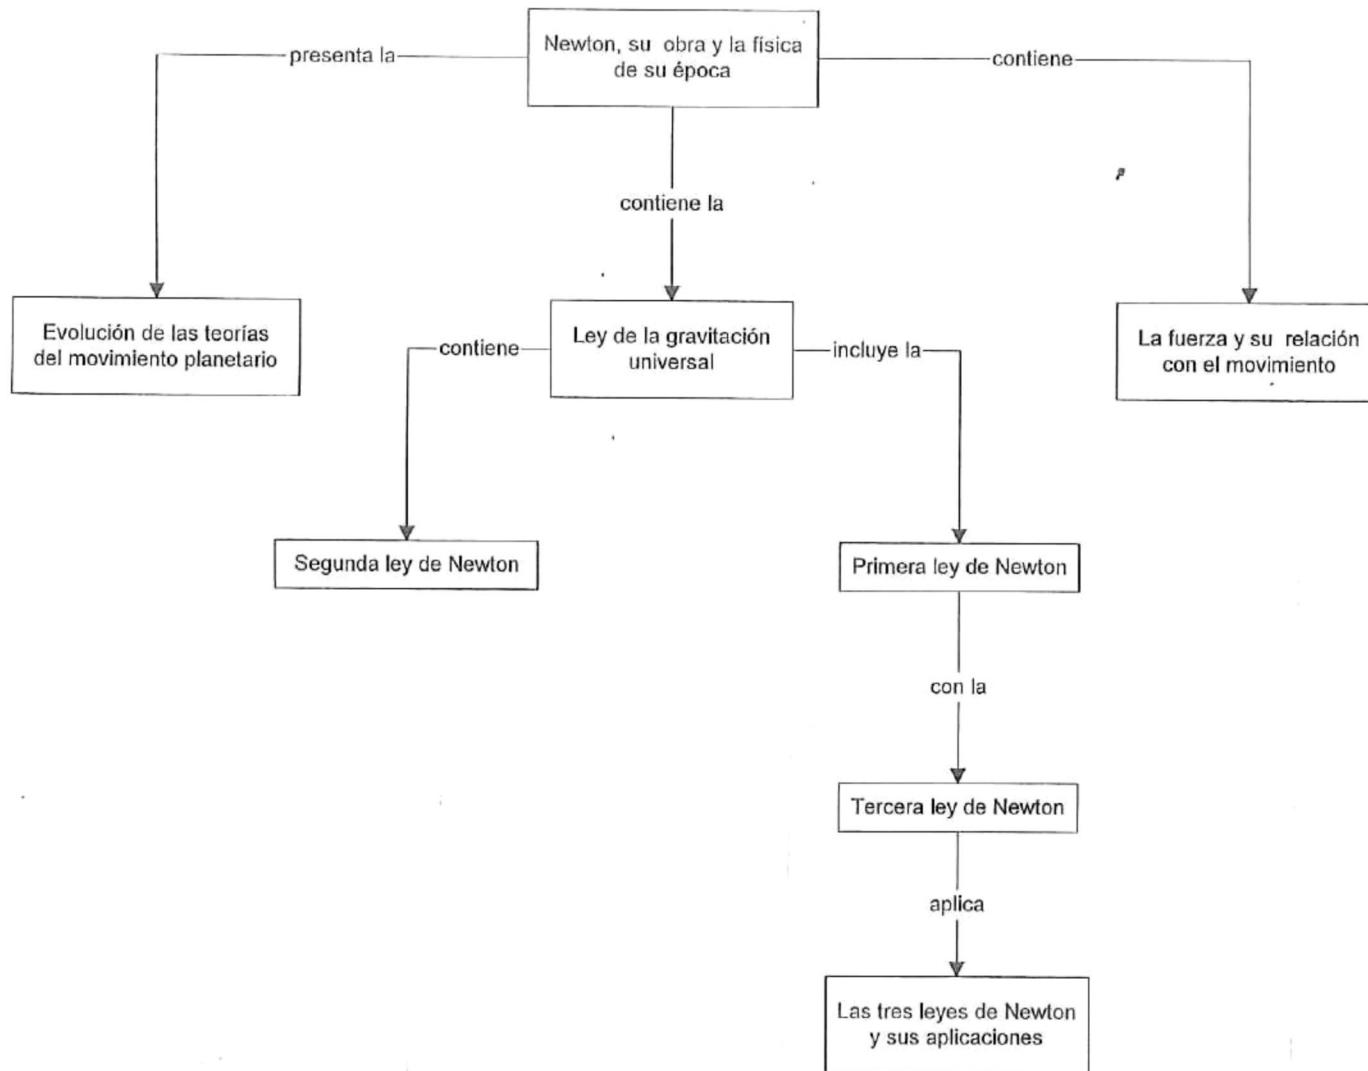 Newton, su obra y la física
de su época
presenta la
contiene
contiene la
Evolución de las teorías
del movimiento planetario
Ley de la gravitación
universal
La fuerza y su relación
con el movimiento
contiene
incluye la
Segunda ley de Newton
Primera ley de Newton
con la
Tercera ley de Newton
aplica
Las tres leyes de Newton
y sus aplicaciones